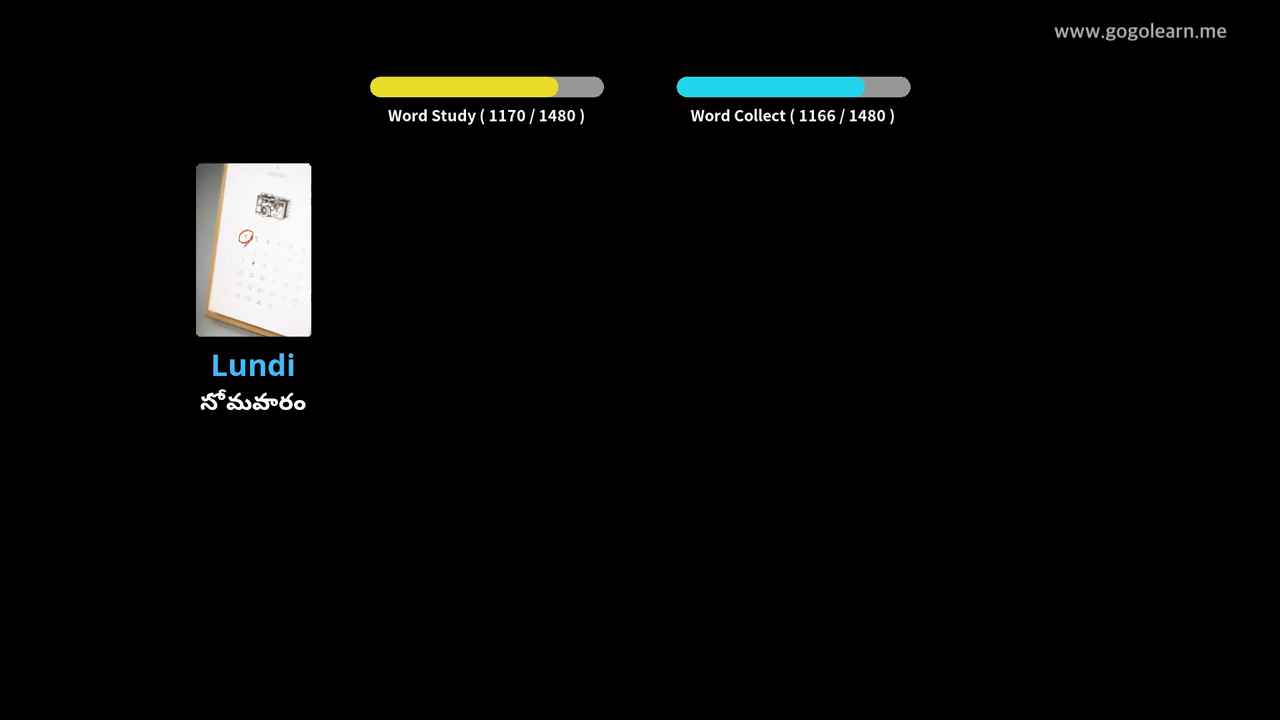 www.gogolearn.me
Word Study ( 1170 / 1480 )
Word Collect ( 1166 / 1480 )
Lundi
సోమవారం